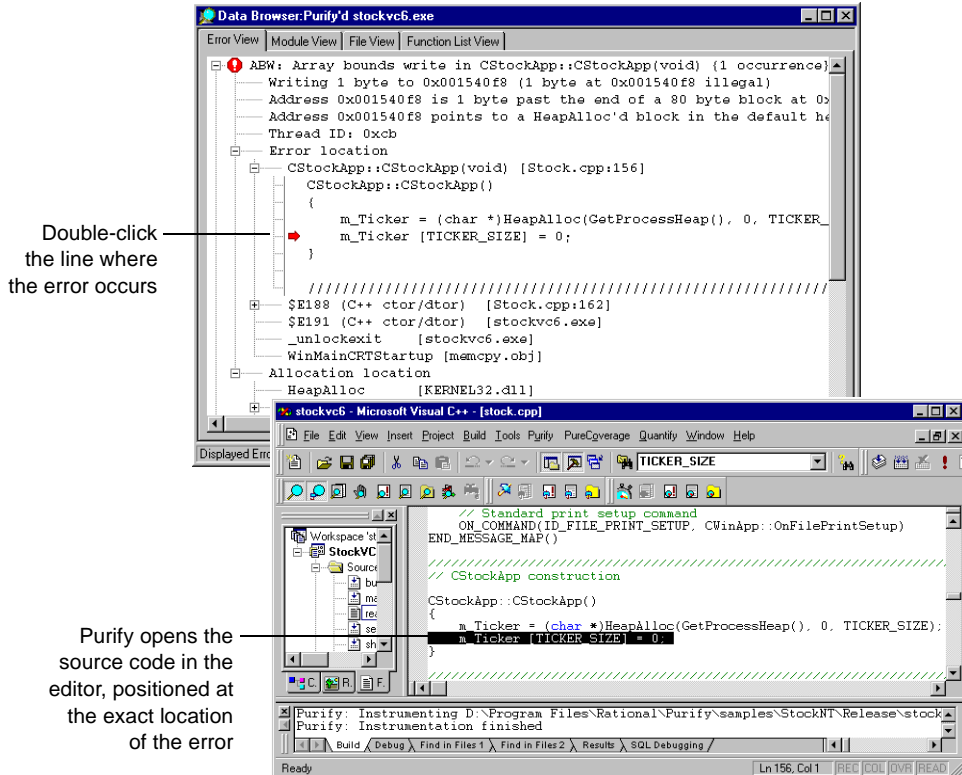 Data Browser:Purify'd stockvc6.exe
Error View Module View File View Function List View
ABW: Array bounds write in CStockApp::CStockApp(void) {1 occurrence}
Writing 1 byte to 0x001540f8 (1 byte at 0x001540f8 illegal)
Address 0x001540f8 is 1 byte past the end of a 80 byte block at 0x
Address 0x001540f8 points to a HeapAlloc'd block in the default he
Thread ID: 0xcb
Error location
CStockApp::CStockApp(void) [Stock.cpp:156]
CStockApp::CStockApp()
{
m_Ticker = (char *)HeapAlloc(GetProcessHeap(), 0, TICKER_
m_Ticker [TICKER_SIZE] = 0;
}
////////////////////////////////////////////////////////////
$E188 (C++ ctor/dtor) [Stock.cpp:162]
$E191 (C++ ctor/dtor) [stockvc6.exe]
_unlockexit [stockvc6.exe]
WinMainCRTStartup [memcpy.obj]
Allocation location
HeapAlloc [KERNEL32.dll]
Displayed Erro
Double-click
the line where
the error occurs
stockvc6 - Microsoft Visual C++ - [stock.cpp]
File Edit View Insert Project Build Tools Purify PureCoverage Quantify Window Help
TICKER_SIZE
Workspace 'st
StockVC
Source
bu
ma
rea
se
sh
C. R. F.
// Standard print setup command
ON_COMMAND(ID_FILE_PRINT_SETUP, CWinApp::OnFilePrintSetup)
END_MESSAGE_MAP()
////////////////////////////////////////////////////////////
// CStockApp construction
CStockApp::CStockApp()
{
m_Ticker = (char *)HeapAlloc(GetProcessHeap(), 0, TICKER_SIZE);
m_Ticker [TICKER_SIZE] = 0;
}
////////////////////////////////////////////////////////////
Purify opens the
source code in the
editor, positioned at
the exact location
of the error
Purify: Instrumenting D:\Program Files\Rational\Purify\samples\StockNT\Release\stock
Purify: Instrumentation finished
Build Debug Find in Files 1 Find in Files 2 Results SQL Debugging
Ready
Ln 156, Col 1 REC COL OVR READ